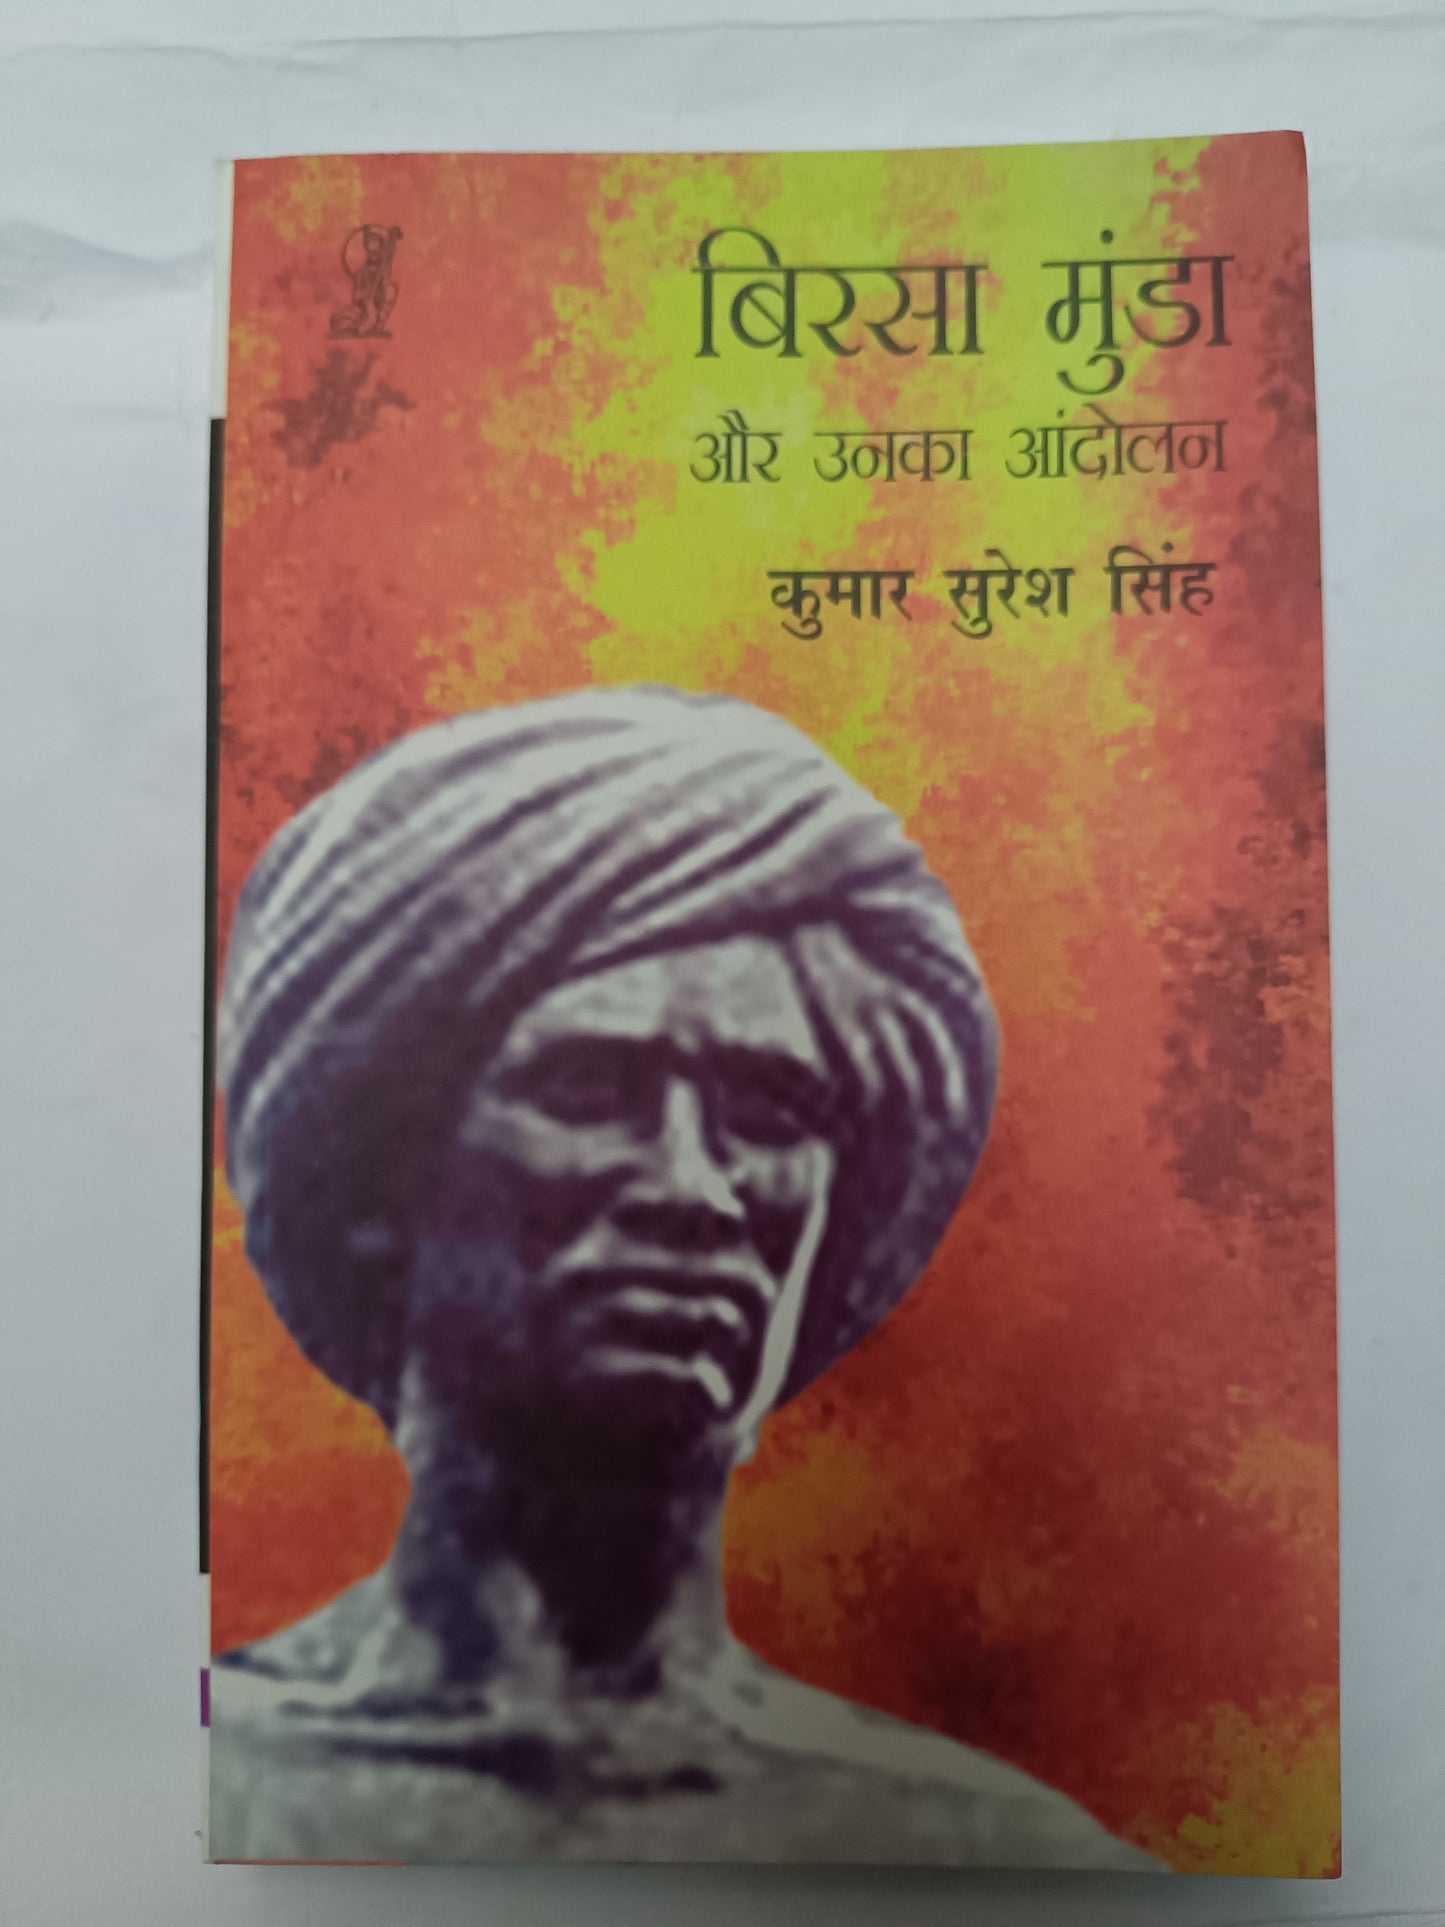 बिरसा मुंडा
और उनका आंदोलन
कुमार सुरेश सिंह